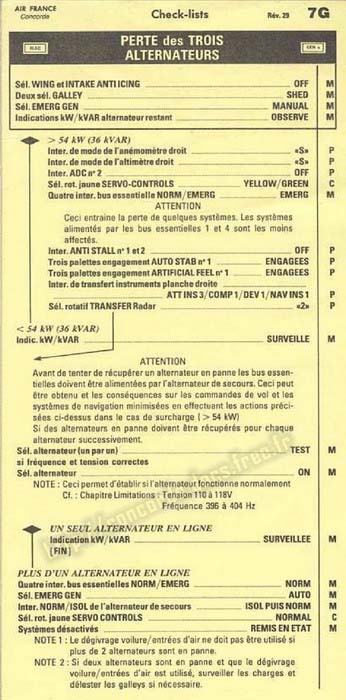 AIR FRANCE
Concorde
Check-lists
Rév. 29
7G
ELEC
PERTE des TROIS
ALTERNATEURS
GEN s
Sél. WING et INTAKE ANTI ICING OFF M
Deux sél. GALLEY SHED M
Sél. EMERG GEN MANUAL M
Indications kW/kVAR alternateur restant OBSERVE M
> 54 kW (36 kVAR)
Inter. de mode de l'anémomètre droit «S» P
Inter. de mode de l'altimètre droit «S» P
Inter. ADC n° 2 OFF P
Sél. rot. jaune SERVO-CONTROLS YELLOW/GREEN C
Quatre inter. bus essentielle NORM/EMERG EMERG M
ATTENTION
Ceci entraine la perte de quelques systèmes. Les systèmes
alimentés par les bus essentielles 1 et 4 sont les moins
affectés.
Inter. ANTI STALL n° 1 et 2 OFF P
Trois palettes engagement AUTO STAB n° 1 ENGAGEES P
Trois palettes engagement ARTIFICIAL FEEL n° 1 ENGAGEES P
Inter. de transfert instruments planche droite
ATT INS 3/COMP 1/DEV 1/NAV INS 1 P
Sél. rotatif TRANSFER Radar «2» P
< 54 kW (36 KVAR)
Indic. kW/kVAR SURVEILLE M
ATTENTION
Avant de tenter de récupérer un alternateur en panne les bus essen-
tielles doivent être alimentées par l'alternateur de secours. Ceci peut
être obtenu et les conséquences sur les commandes de vol et les
systèmes de navigation minimisées en effectuant les actions préci-
sées ci-dessus dans le cas de surcharge ( > 54 kW)
Si des alternateurs en panne doivent être récupérés pour chaque
alternateur successivement.
Sél. alternateur (un par un) TEST M
si fréquence et tension correctes
Sél. alternateur ON M
NOTE : Ceci permet d'établir si l'alternateur fonctionne normalement
Cf. : Chapitre Limitations : Tension 110 à 118V
Fréquence 396 à 404 Hz
UN SEUL ALTERNATEUR EN LIGNE
Indication kW/kVAR SURVEILLEE M
(FIN)
PLUS D'UN ALTERNATEUR EN LIGNE
Quatre inter. bus essentielles NORM/EMERG NORM M
Sél. EMERG GEN AUTO M
Inter. NORM/ISOL de l'alternateur de secours ISOL PUIS NORM M
Sél. rot. jaune SERVO CONTROLS NORMAL C
Systèmes désactivés REMIS EN ETAT M
NOTE 1 : Le dégivrage voilure/entrées d'air ne doit pas être utilisé si
plus de 2 alternateurs sont en panne.
NOTE 2 : Si deux alternateurs sont en panne et que le dégivrage
voilure/entrées d'air est utilisé, surveiller les charges et
délester les galleys si nécessaire.